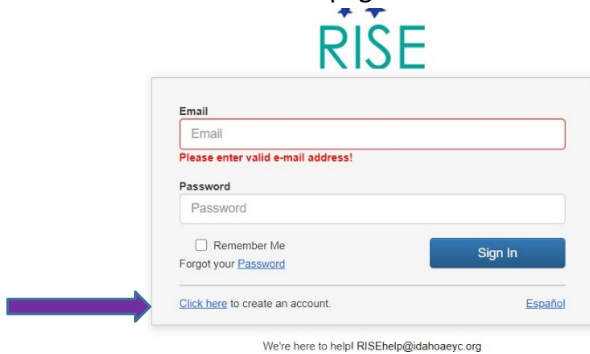 RISE
Email
Email
Please enter valid e-mail address!
Password
Password
Remember Me
Sign In
Forgot your Password
Click here to create an account.
Español
We're here to help! RISEhelp@idahoaeyc.org